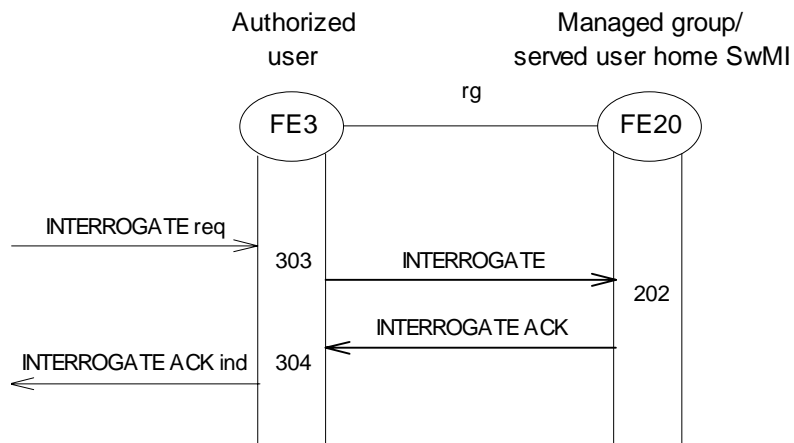 Authorized
user
Managed group/
served user home SwMI
rg
FE3
FE20
INTERROGATE req
303
INTERROGATE
202
INTERROGATE ACK
INTERROGATE ACK ind
304